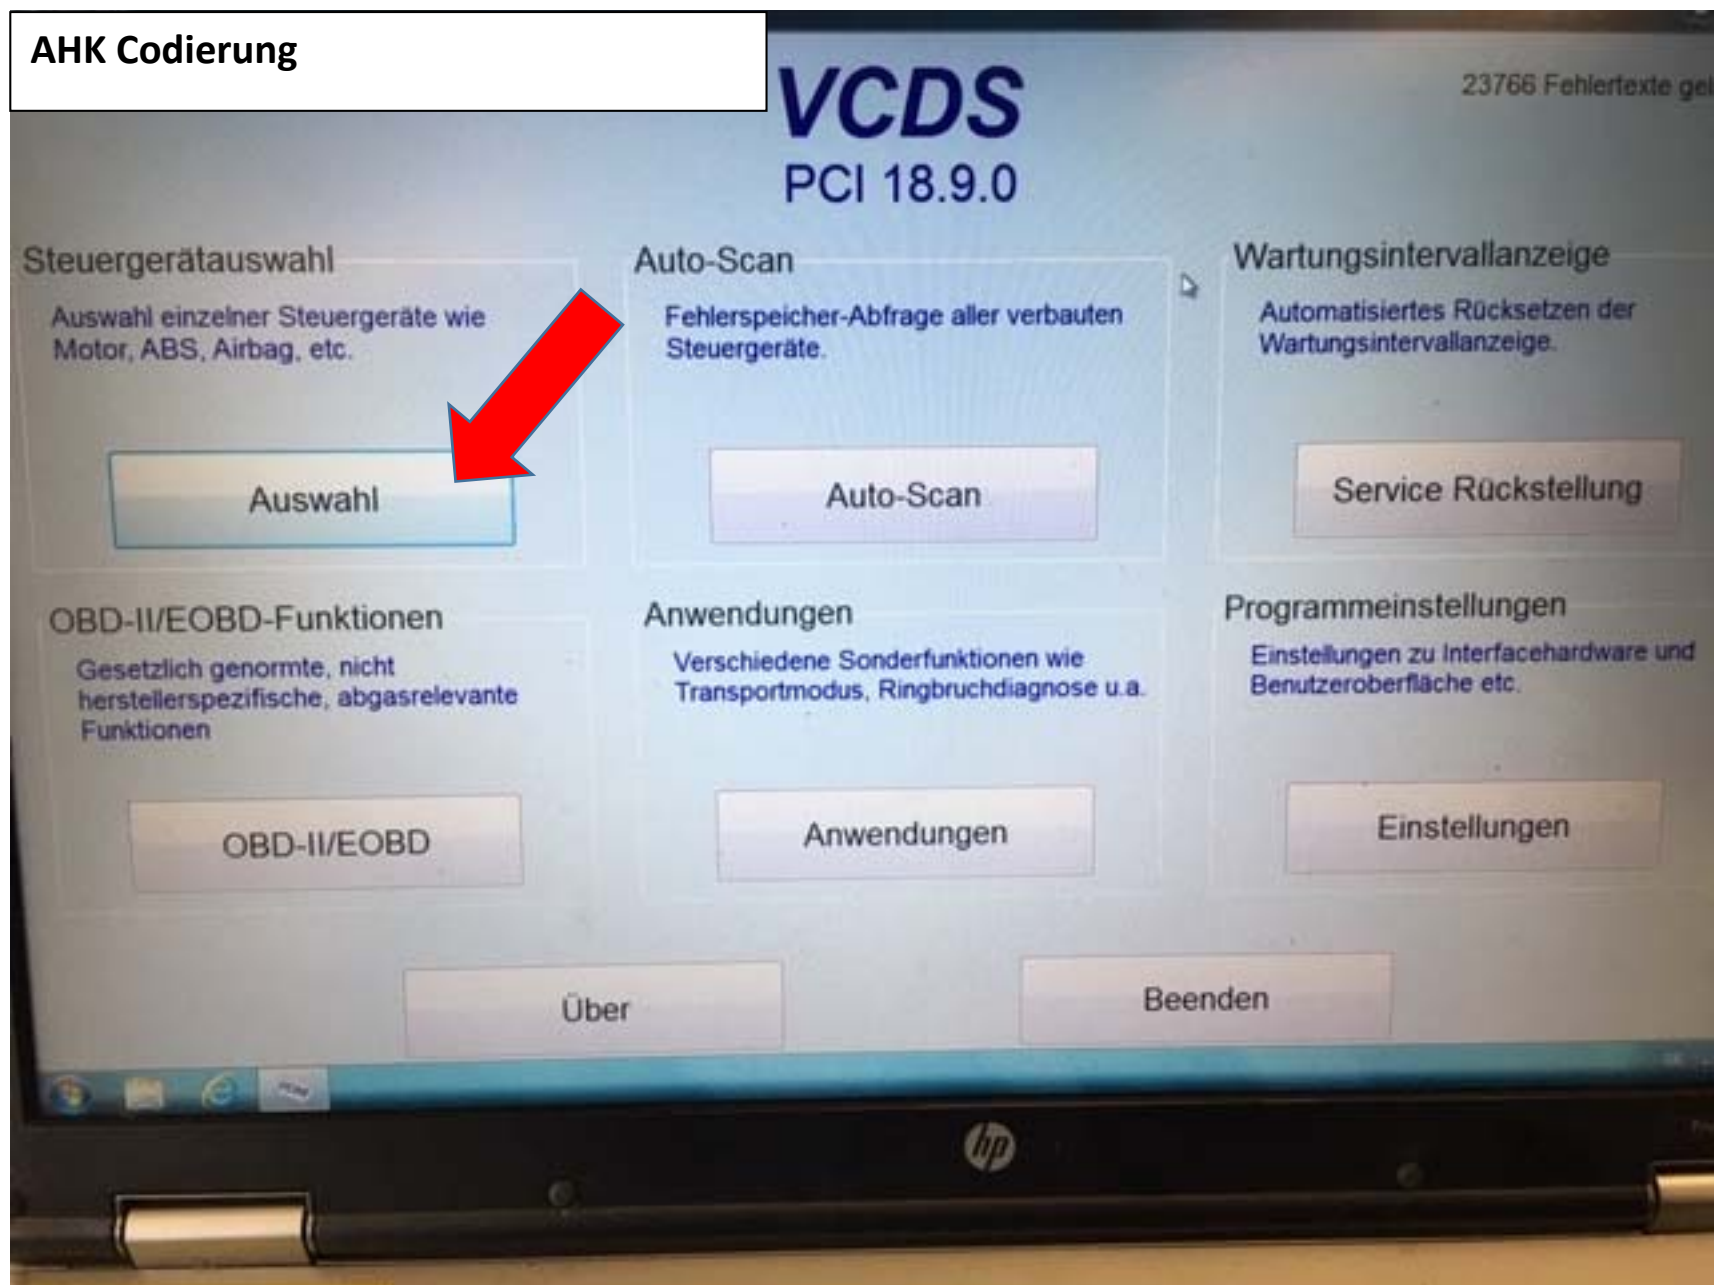 AHK Codierung
VCDS
PCI 18.9.0
23766 Fehlertexte
Steuergerätauswahl
Auswahl einzelner Steuergeräte wie
Motor, ABS, Airbag, etc.
Auswahl
Auto-Scan
Fehlerspeicher-Abfrage aller verbauten
Steuergeräte.
Auto-Scan
Wartungsintervallanzeige
Automatisiertes Rücksetzen der
Wartungsintervallanzeige.
Service Rückstellung
OBD-II/EOBD-Funktionen
Gesetzlich genormte, nicht
herstellerspezifische, abgasrelevante
Funktionen
OBD-II/EOBD
Anwendungen
Verschiedene Sonderfunktionen wie
Transportmodus, Ringbruchdiagnose u.a.
Anwendungen
Programmeinstellungen
Einstellungen zu Interfacehardware und
Benutzeroberfläche etc.
Einstellungen
Über
Beenden
hp